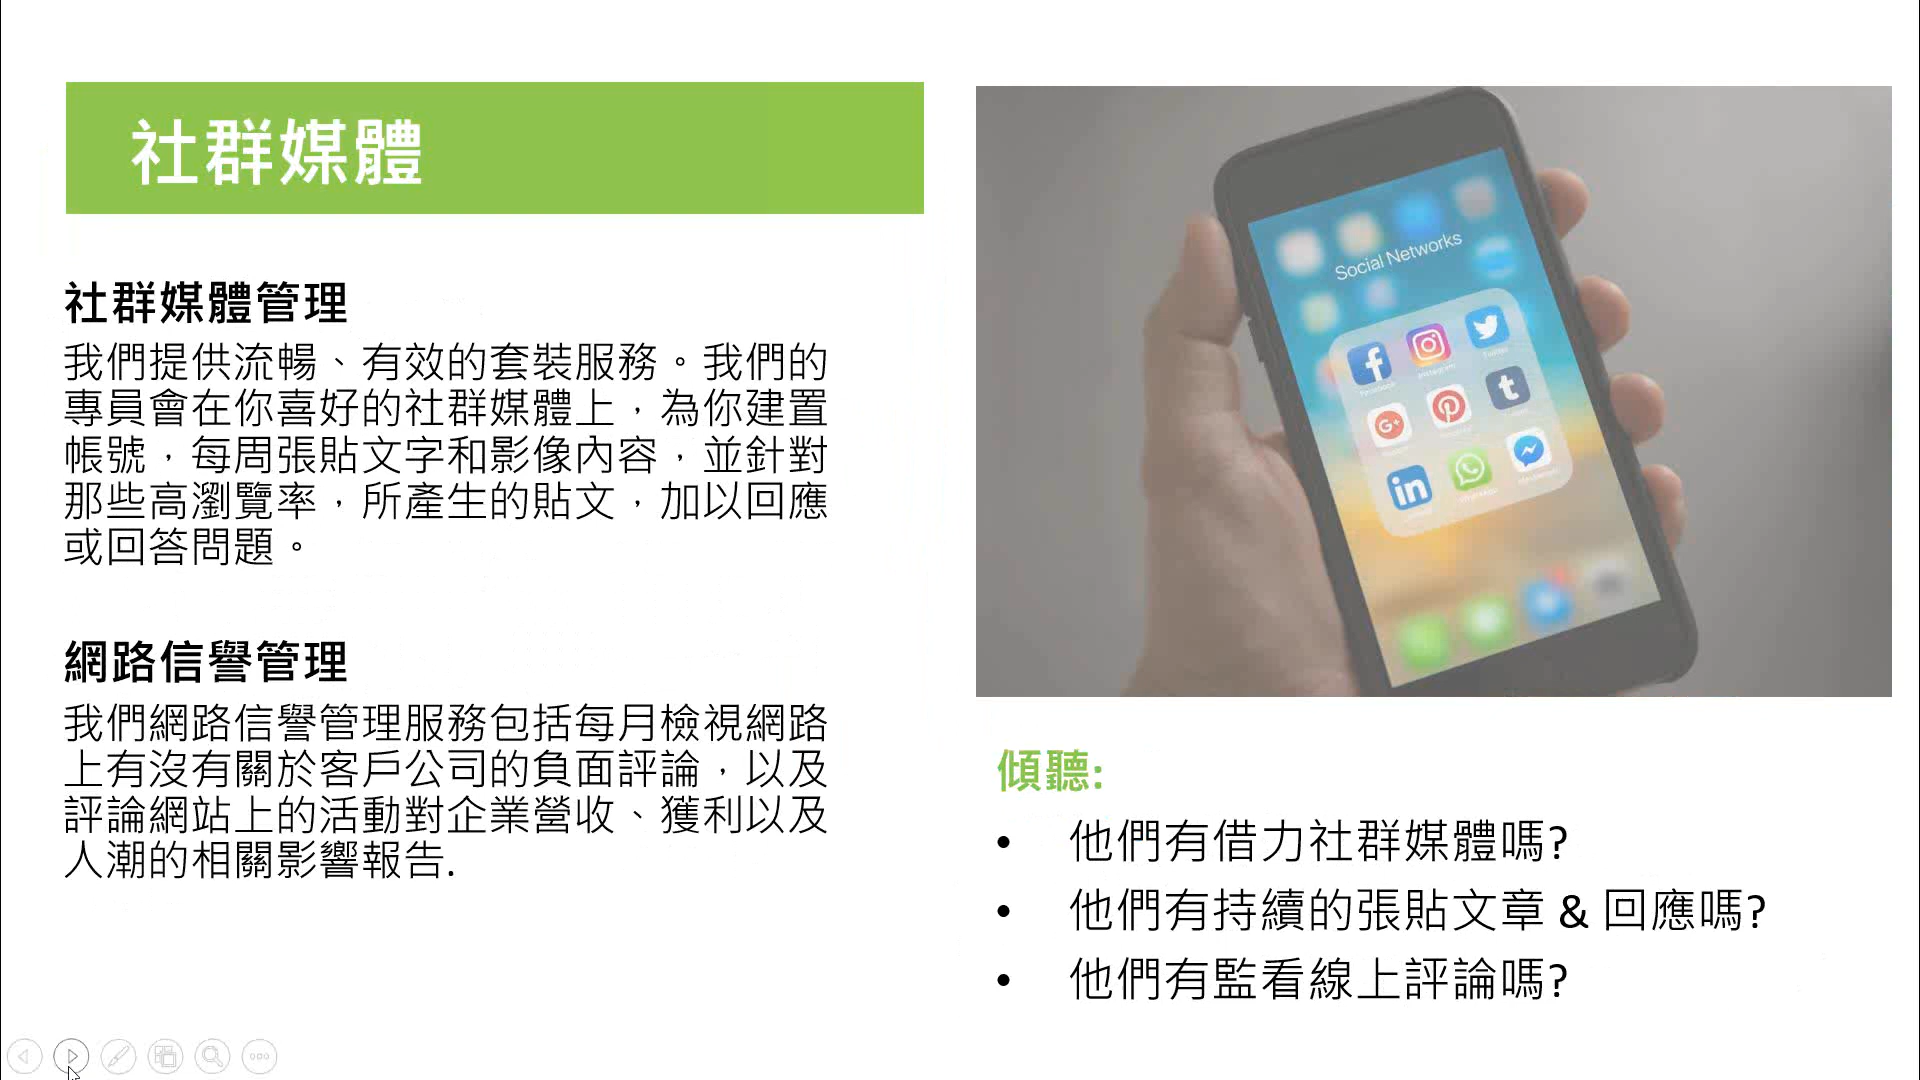 社群媒體
社群媒體管理
我們提供流暢、有效的套裝服務。我們的
專員會在你喜好的社群媒體上，為你建置
帳號，每周張貼文字和影像內容，並針對
那些高瀏覽率，所產生的貼文，加以回應
或回答問題。
網路信譽管理
我們網路信譽管理服務包括每月檢視網路
上有沒有關於客戶公司的負面評論，以及
評論網站上的活動對企業營收、獲利以及
人潮的相關影響報告.
Social Networks
傾聽:
• 他們有借力社群媒體嗎?
• 他們有持續的張貼文章 & 回應嗎?
• 他們有監看線上評論嗎?